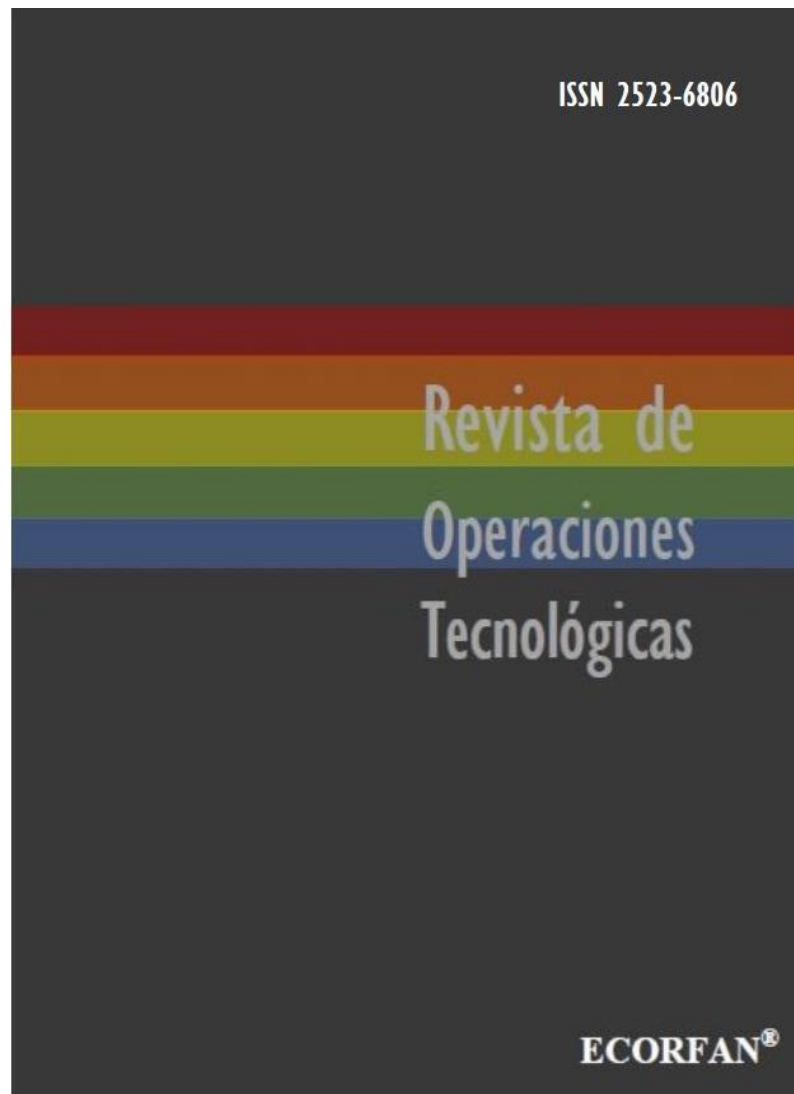 ISSN 2523-6806
Revista de
Operaciones
Tecnológicas
ECORFAN®